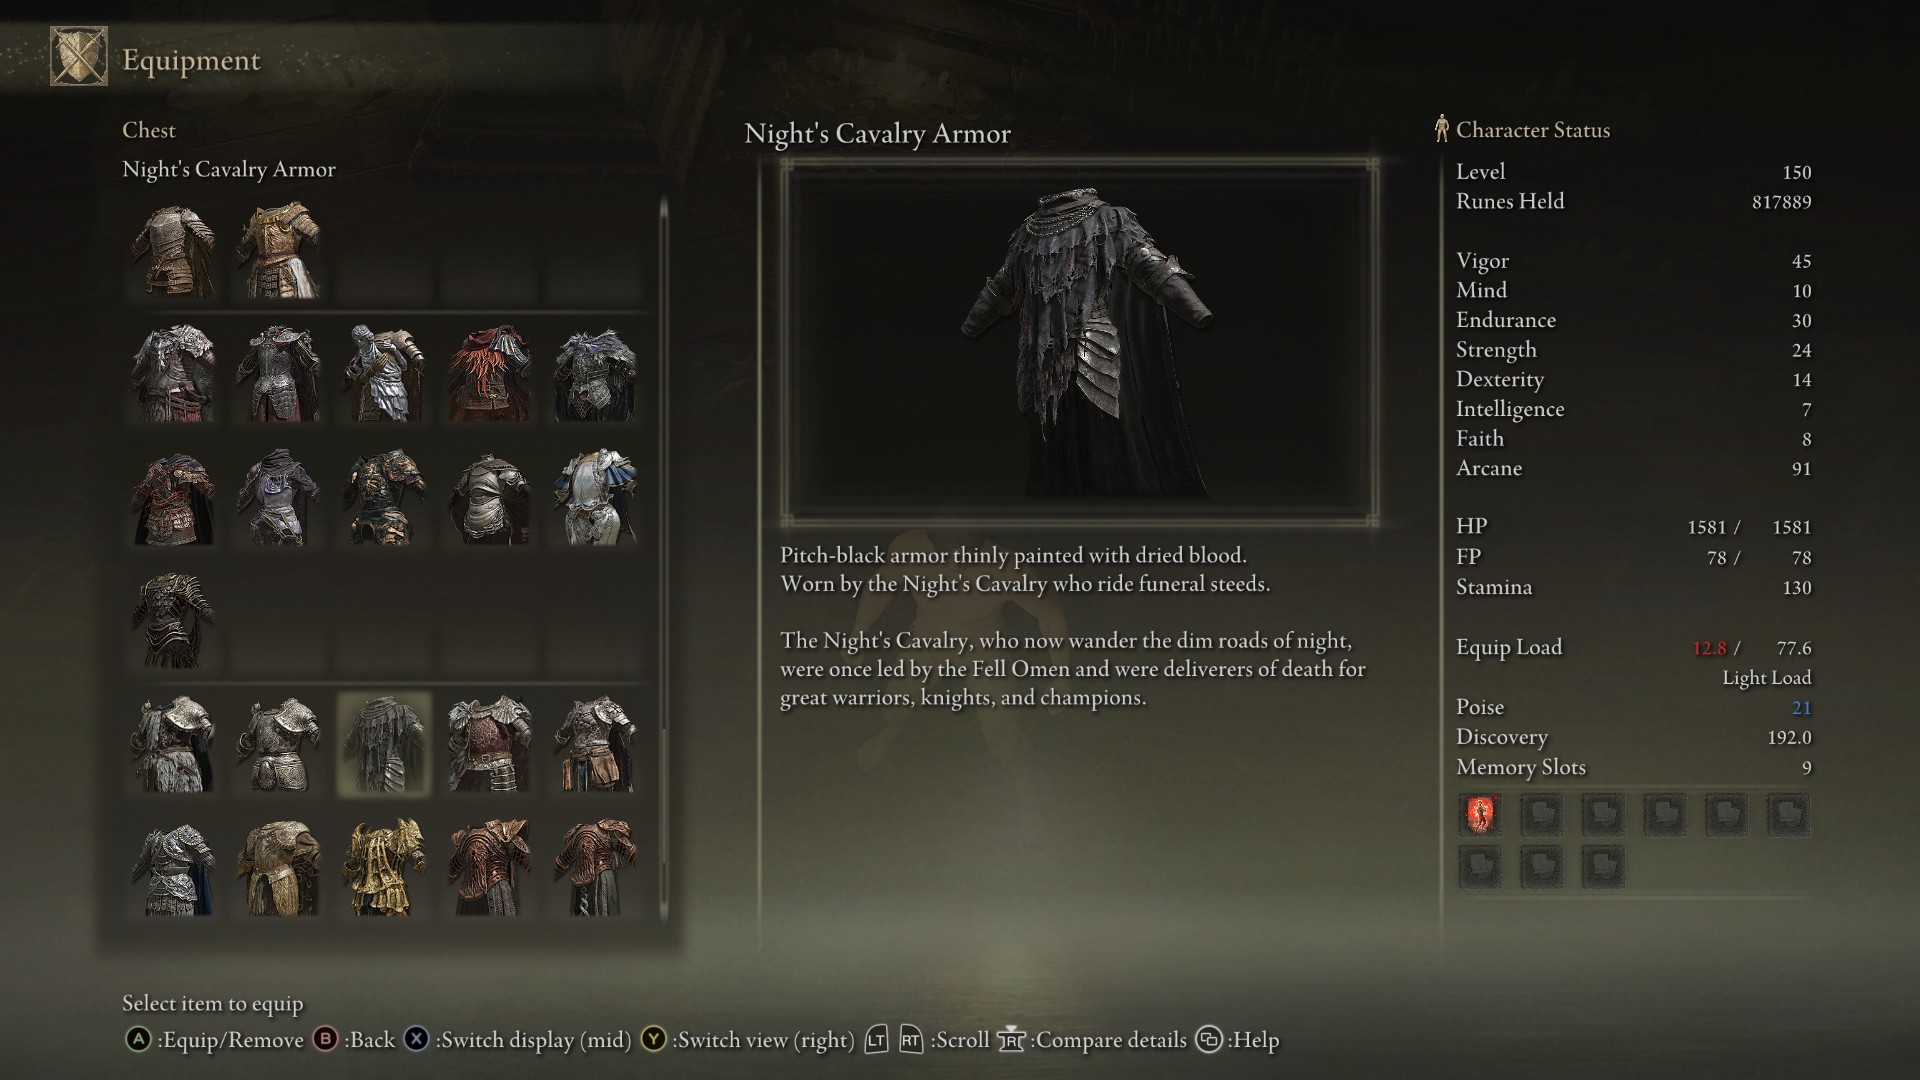 Equipment
Chest
Night's Cavalry Armor
Night's Cavalry Armor
Pitch-black armor thinly painted with dried blood.
Worn by the Night's Cavalry who ride funeral steeds.
The Night's Cavalry, who now wander the dim roads of night,
were once led by the Fell Omen and were deliverers of death for
great warriors, knights, and champions.
Character Status
Level 150
Runes Held 817889
Vigor 45
Mind 10
Endurance 30
Strength 24
Dexterity 14
Intelligence 7
Faith 8
Arcane 91
HP 1581 / 1581
FP 78 / 78
Stamina 130
Equip Load 12.8 / 77.6
Light Load
Poise 21
Discovery 192.0
Memory Slots 9
Select item to equip
A :Equip/Remove B :Back X :Switch display (mid) Y :Switch view (right) LT RT :Scroll R :Compare details :Help